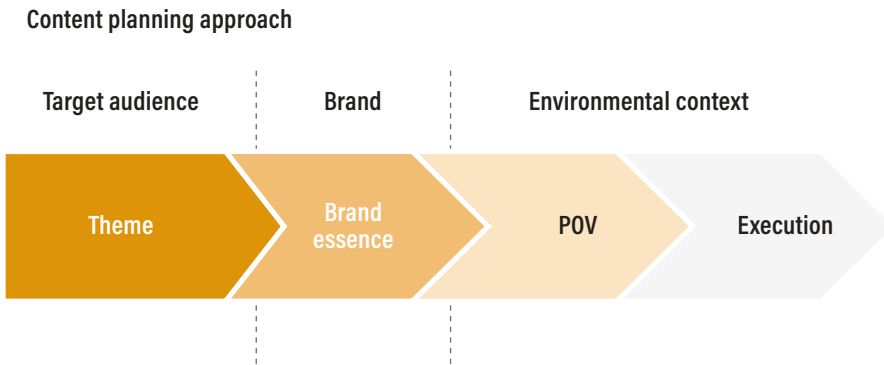 Content planning approach
Target audience
Brand
Environmental context
Theme
Brand
essence
POV
Execution